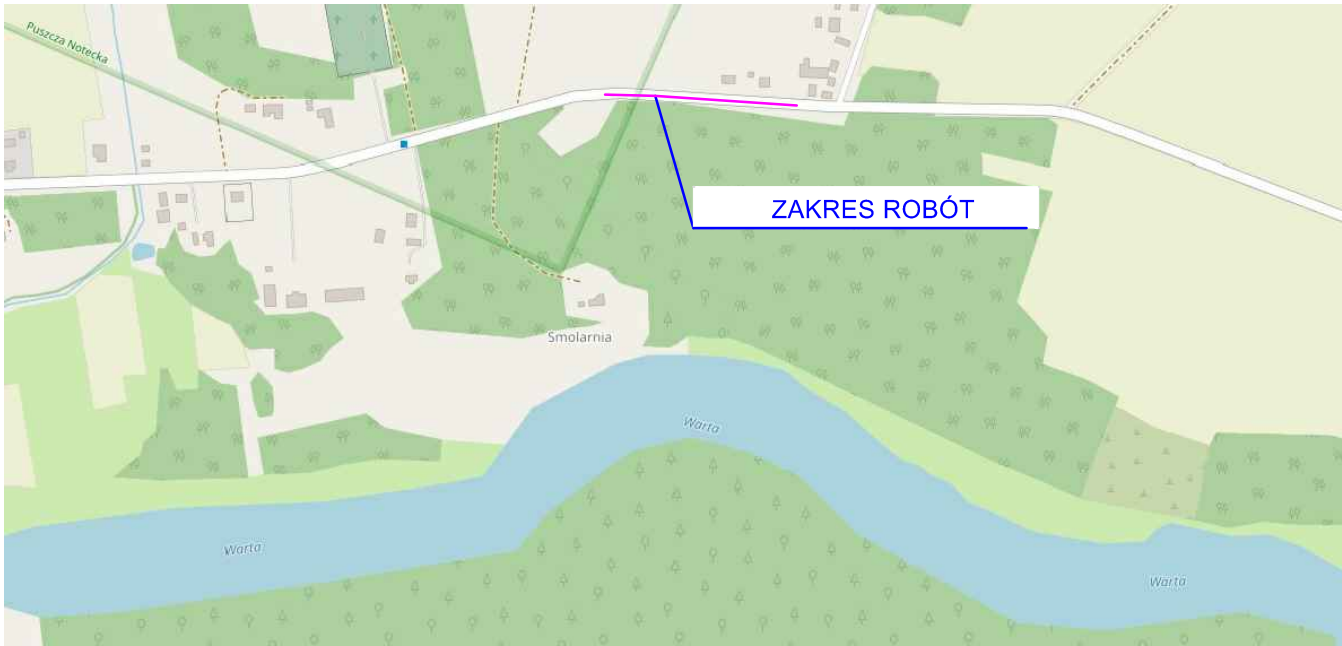 Puszcza Notecka
ZAKRES ROBÓT
Smolarnia
Warta
Warta
Warta